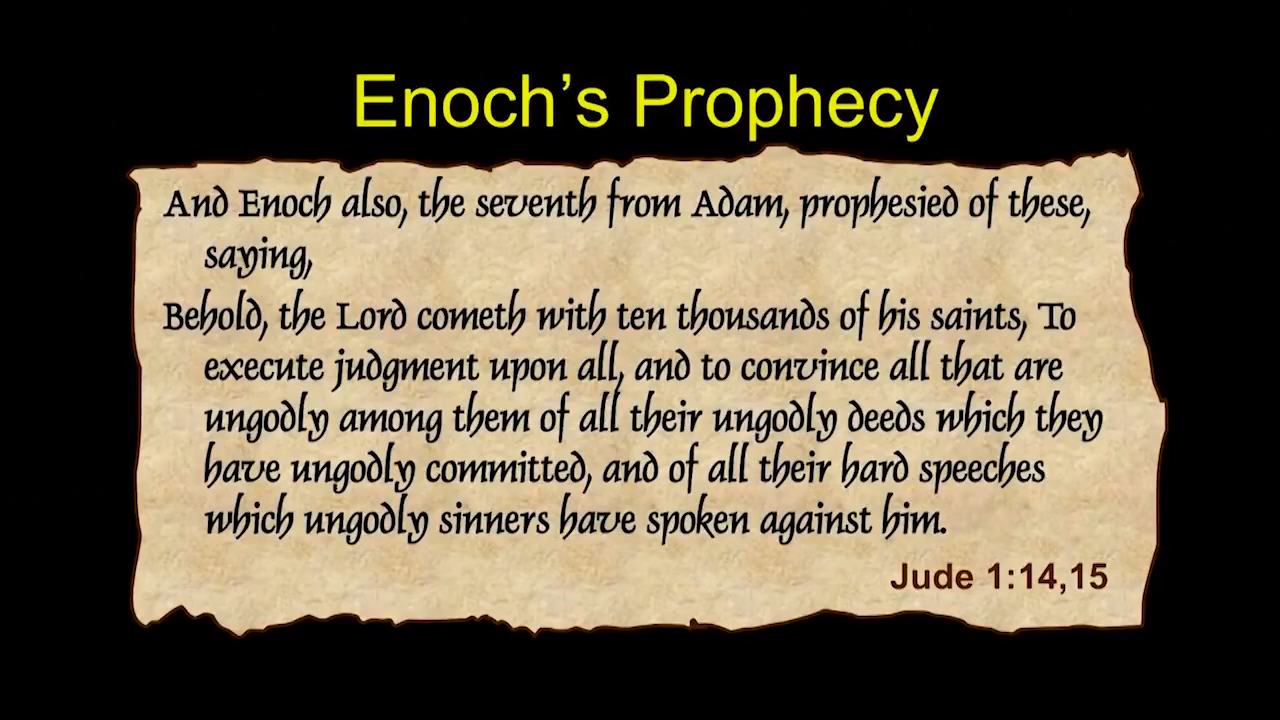 Enoch’s Prophecy
And Enoch also, the seventh from Adam, prophesied of these,
saying,
Behold, the Lord cometh with ten thousands of his saints, To
execute judgment upon all, and to convince all that are
ungodly among them of all their ungodly deeds which they
have ungodly committed, and of all their hard speeches
which ungodly sinners have spoken against him.
Jude 1:14,15